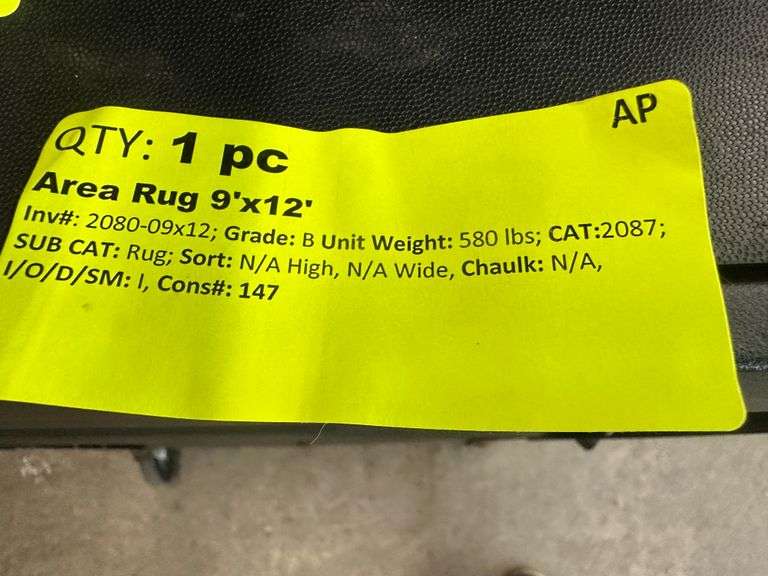 AP
QTY: 1 pc
Area Rug 9'x12'
Inv#: 2080-09x12; Grade: B Unit Weight: 580 lbs; CAT:2087;
SUB CAT: Rug; Sort: N/A High, N/A Wide, Chaulk: N/A,
I/O/D/SM: I, Cons#: 147